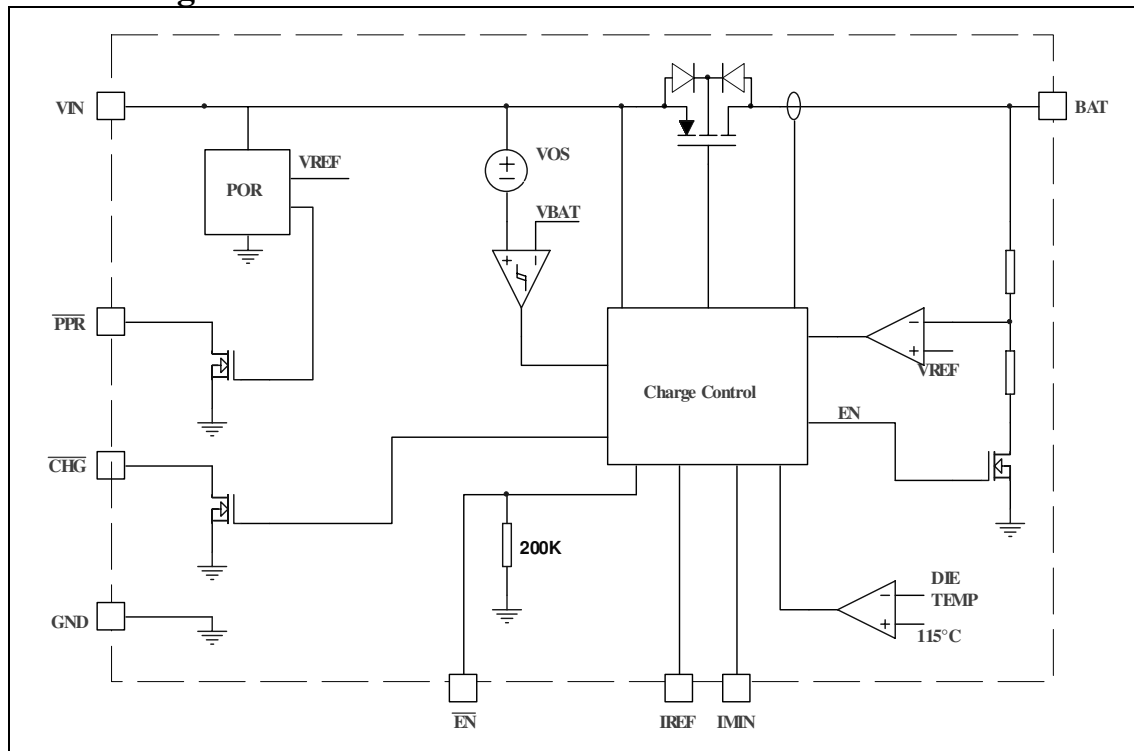 VIN
BAT
VOS
VREF
POR
VBAT
+
−
+
−
PPR
−
+
VREF
Charge Control
EN
CHG
200K
DIE
TEMP
−
+
115°C
GND
EN
IREF
IMIN